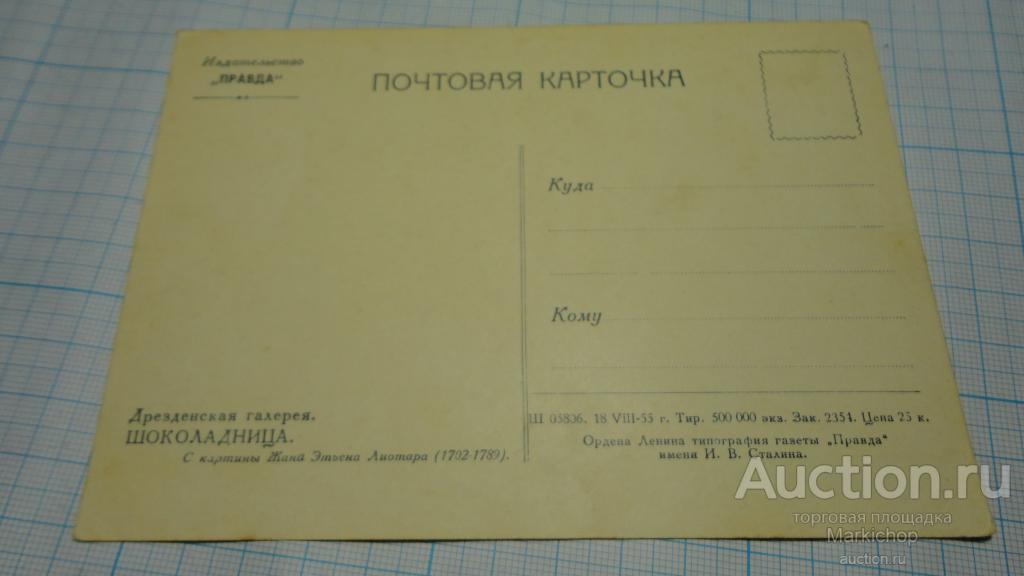 Издательство
„ПРАВДА“
ПОЧТОВАЯ КАРТОЧКА
Куда
Кому
Дрезденская галерея.
ШОКОЛАДНИЦА.
С картины Жана Этьена Лиотара (1702-1789).
Ш 05836. 18 VIII-55 г. Тир. 500 000 экз. Зак. 2354. Цена 25 к.
Ордена Ленина типография газеты „Правда“
имени И. В. Сталина.
Auction.ru
торговая площадка
Markichop
auction.ru